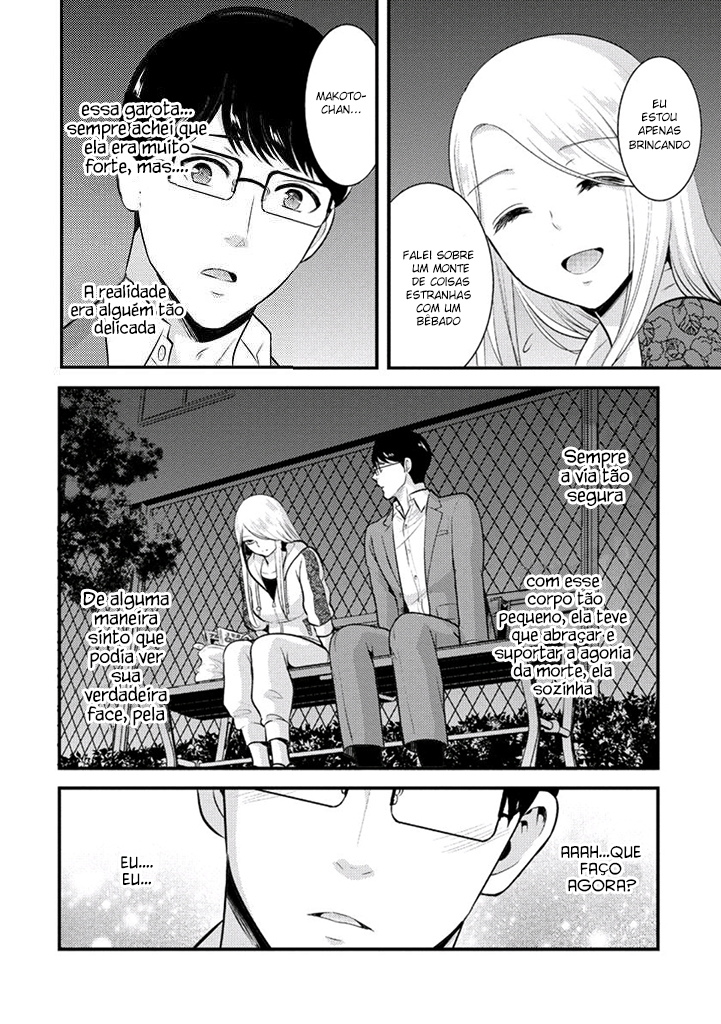 EU
ESTOU
APENAS
BRINCANDO
FALEI SOBRE
UM MONTE
DE COISAS
ESTRANHAS
COM UM
BÊBADO
MAKOTO-
CHAN...
essa garota...
sempre achei que
ela era muito
forte, mas....
A realidade
era alguém tão
delicada
Sempre
a via tão
segura
com esse
corpo tão
pequeno, ela teve
que abraçar e
suportar a agonia
da morte, ela
sozinha
De alguma
maneira
sinto que
podia ver
sua
verdadeira
face, pela
AAAH...QUE
FAÇO
AGORA?
EU....
EU...